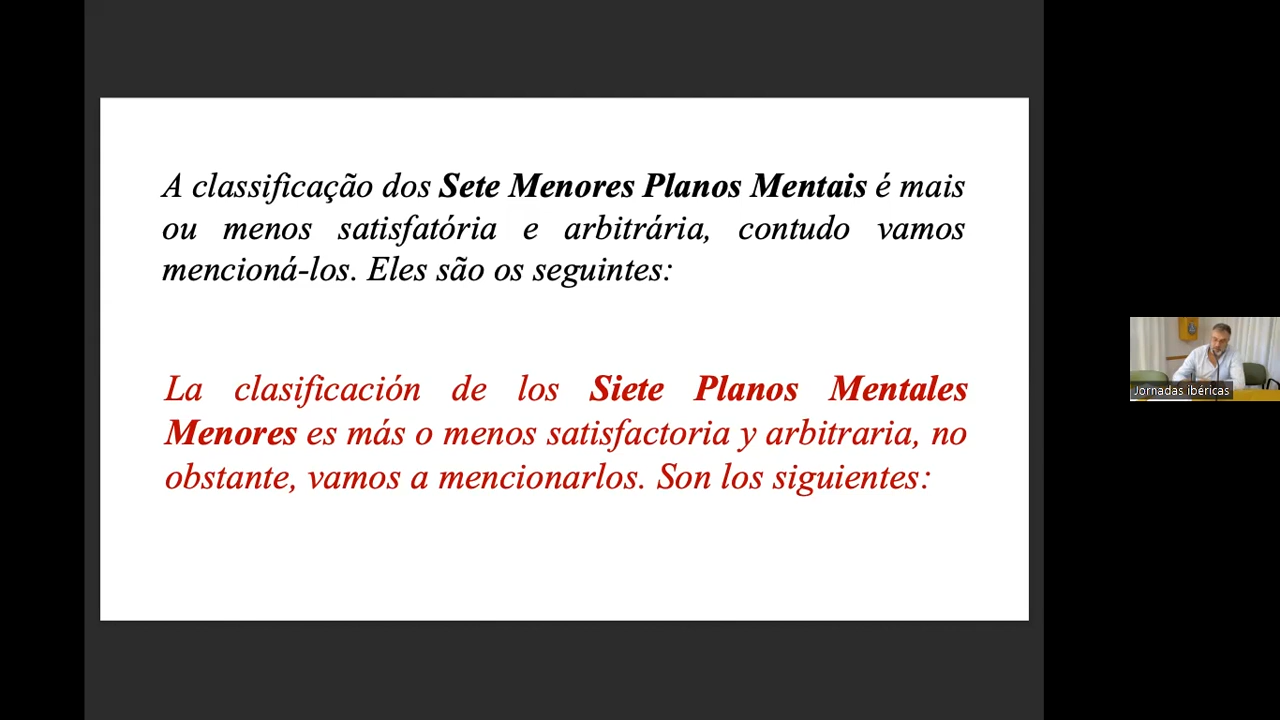 A classificação dos Sete Menores Planos Mentais é mais
ou menos satisfatória e arbitrária, contudo vamos
mencioná-los. Eles são os seguintes:
La clasificación de los Siete Planos Mentales
Menores es más o menos satisfactoria y arbitraria, no
obstante, vamos a mencionarlos. Son los siguientes:
Jornadas ibéricas